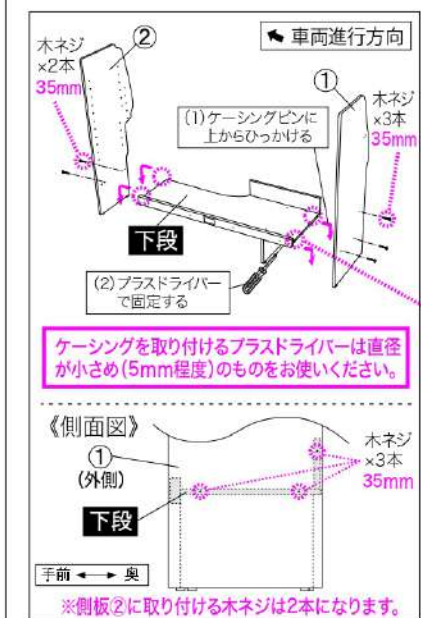 車両進行方向
木ネジ
×2本
35mm
②
①
木ネジ
×3本
35mm
(1)ケーシングピンに
上からひっかける
下段
(2)プラスドライバー
で固定する
ケーシングを取り付けるプラスドライバーは直径
が小さめ(5mm程度)のものをお使いください。
《側面図》
①
(外側)
木ネジ
×3本
35mm
下段
手前 ⟷ 奥
※側板②に取り付ける木ネジは2本になります。